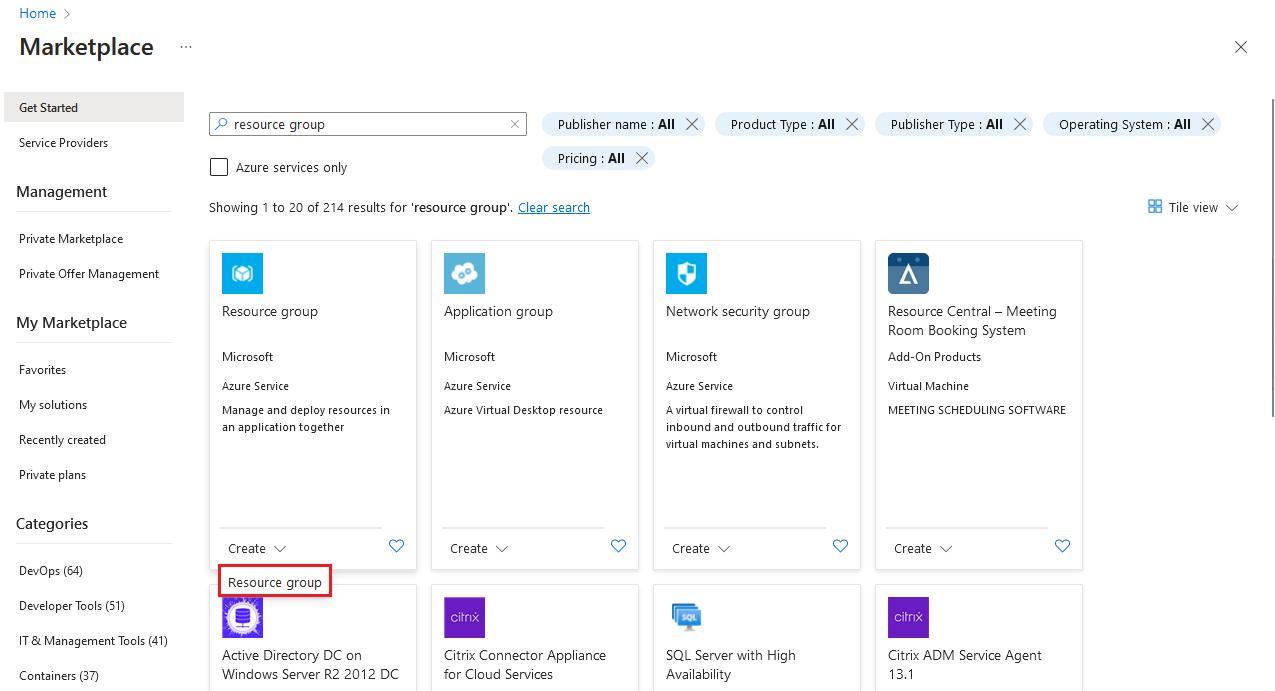 Home
Marketplace
...
Get Started
Service Providers
Management
Private Marketplace
Private Offer Management
My Marketplace
Favorites
My solutions
Recently created
Private plans
Categories
DevOps (64)
Developer Tools (51)
IT & Management Tools (41)
Containers (37)
resource group
Publisher name : All
Product Type : All
Publisher Type : All
Operating System : All
Pricing : All
Azure services only
Showing 1 to 20 of 214 results for 'resource group'. Clear search
Tile view
Resource group
Microsoft
Azure Service
Manage and deploy resources in
an application together
Create
Resource group
Application group
Microsoft
Azure Service
Azure Virtual Desktop resource
Create
Network security group
Microsoft
Azure Service
A virtual firewall to control
inbound and outbound traffic for
virtual machines and subnets.
Create
Resource Central – Meeting
Room Booking System
Add-On Products
Virtual Machine
MEETING SCHEDULING SOFTWARE
Create
Active Directory DC on
Windows Server R2 2012 DC
citrix
Citrix Connector Appliance
for Cloud Services
SQL
SQL Server with High
Availability
citrix
Citrix ADM Service Agent
13.1